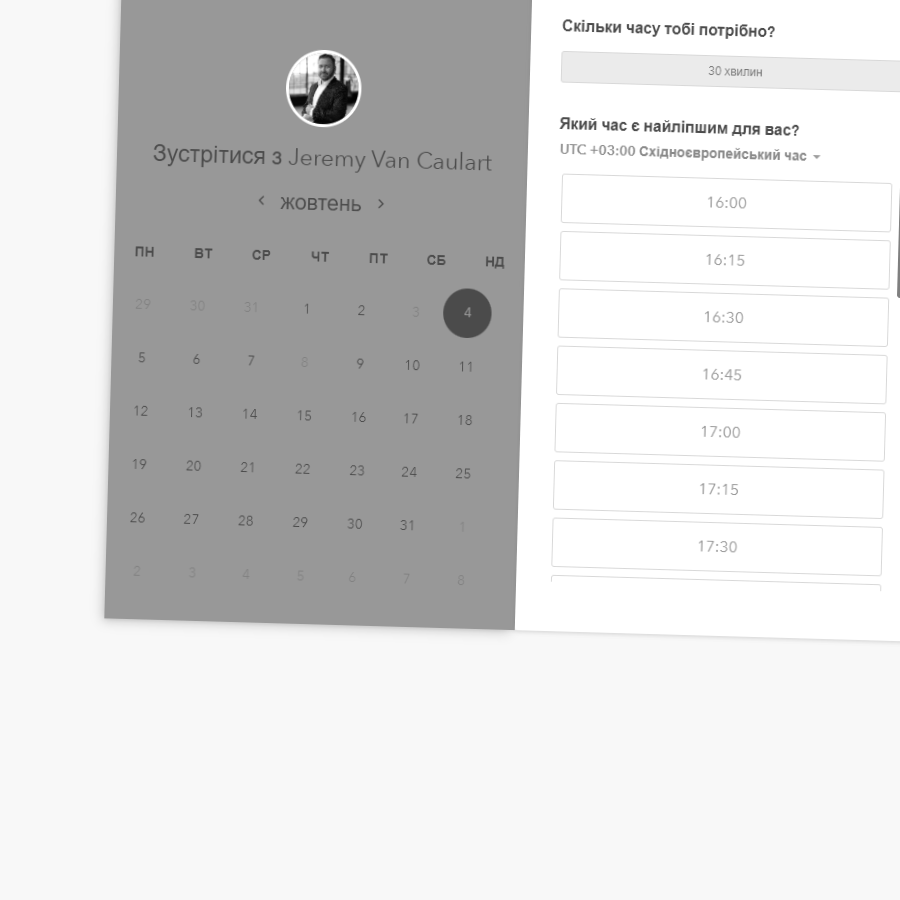 Зустрітися з Jeremy Van Caulart
жовтень
ПН ВТ СР ЧТ ПТ СБ НД
29 30 31 1 2 3 4
5 6 7 8 9 10 11
12 13 14 15 16 17 18
19 20 21 22 23 24 25
26 27 28 29 30 31 1
2 3 4 5 6 7 8
Скільки часу тобі потрібно?
30 хвилин
Який час є найліпшим для вас?
UTC +03:00 Східноєвропейський час
16:00
16:15
16:30
16:45
17:00
17:15
17:30